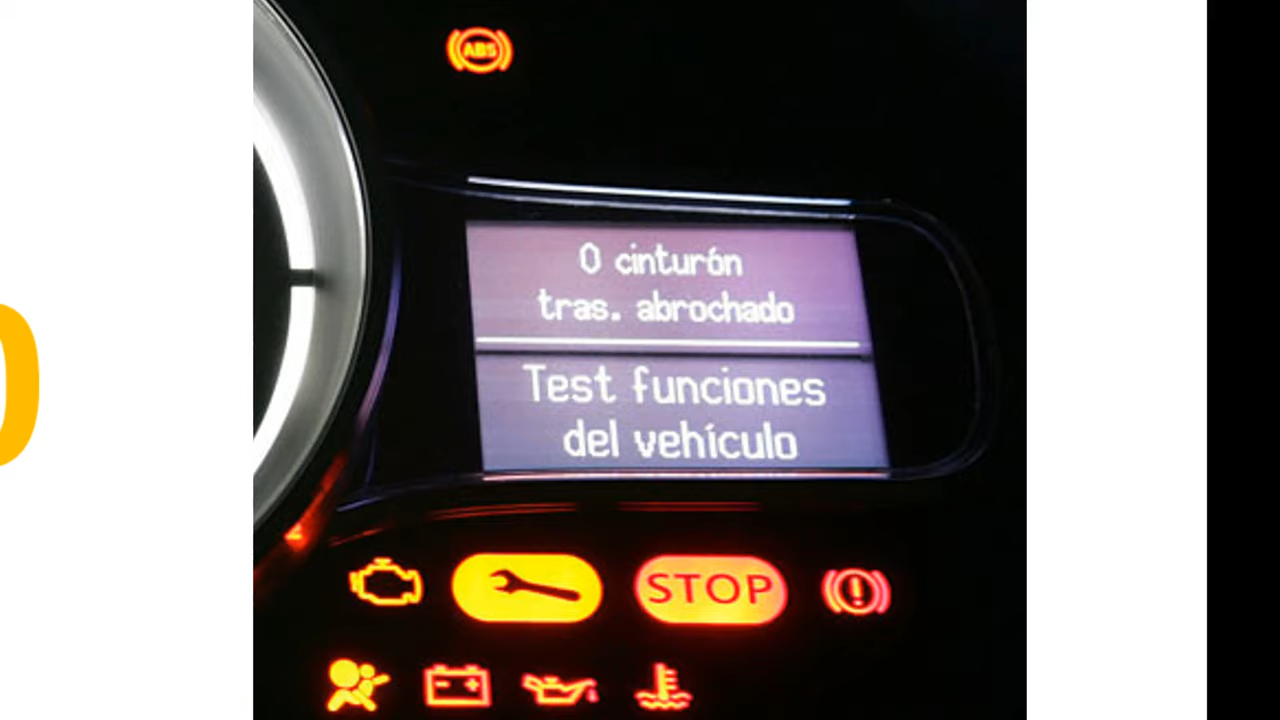 ABS
0 cinturón
tras. abrochado
Test funciones
del vehículo
STOP